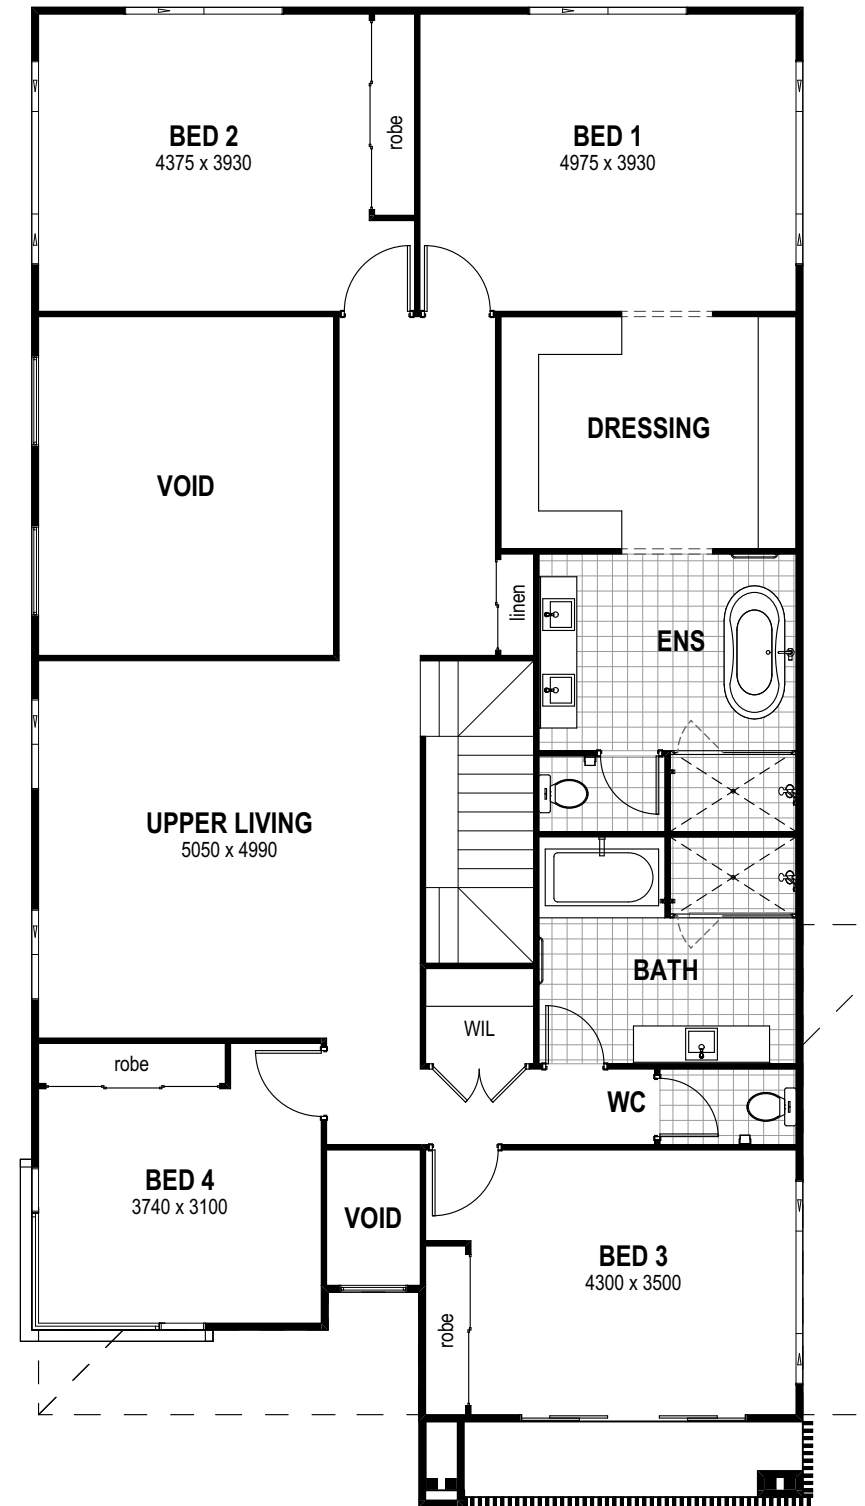 BED 2
4375 x 3930
robe
BED 1
4975 x 3930
DRESSING
VOID
linen
ENS
UPPER LIVING
5050 x 4990
BATH
WIL
robe
WC
BED 4
3740 x 3100
VOID
BED 3
4300 x 3500
robe